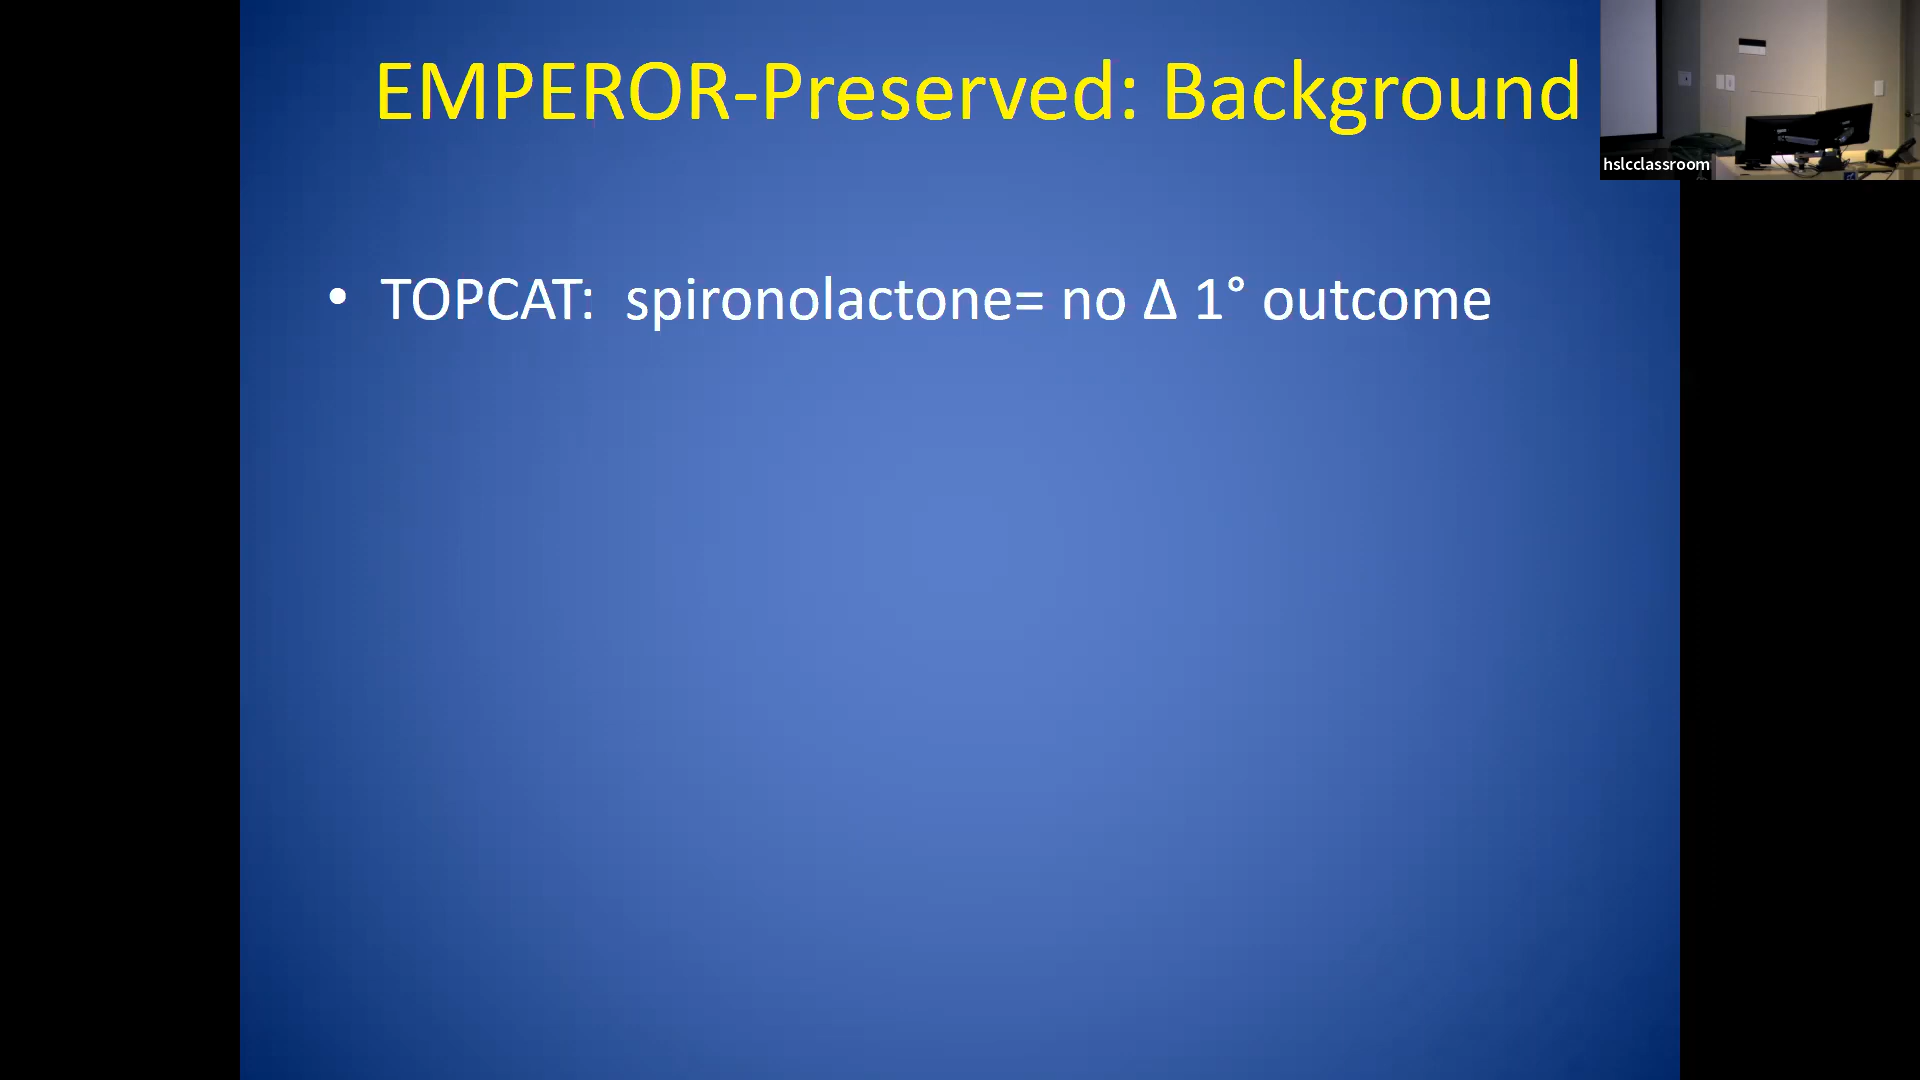 EMPEROR-Preserved: Background
hslcclassroom
• TOPCAT:  spironolactone= no Δ 1° outcome